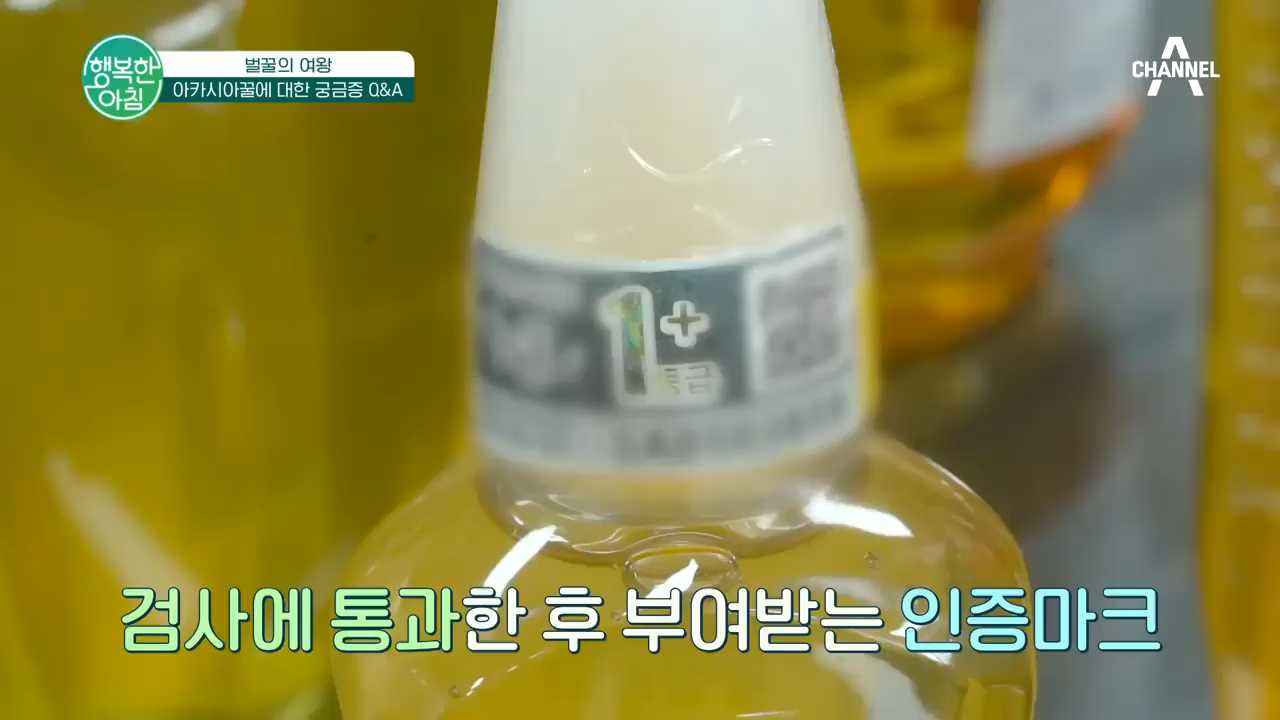 행복한
아침
벌꿀의 여왕
아카시아꿀에 대한 궁금증 Q&A
CHANNEL A
1+
등급
검사에 통과한 후 부여받는 인증마크